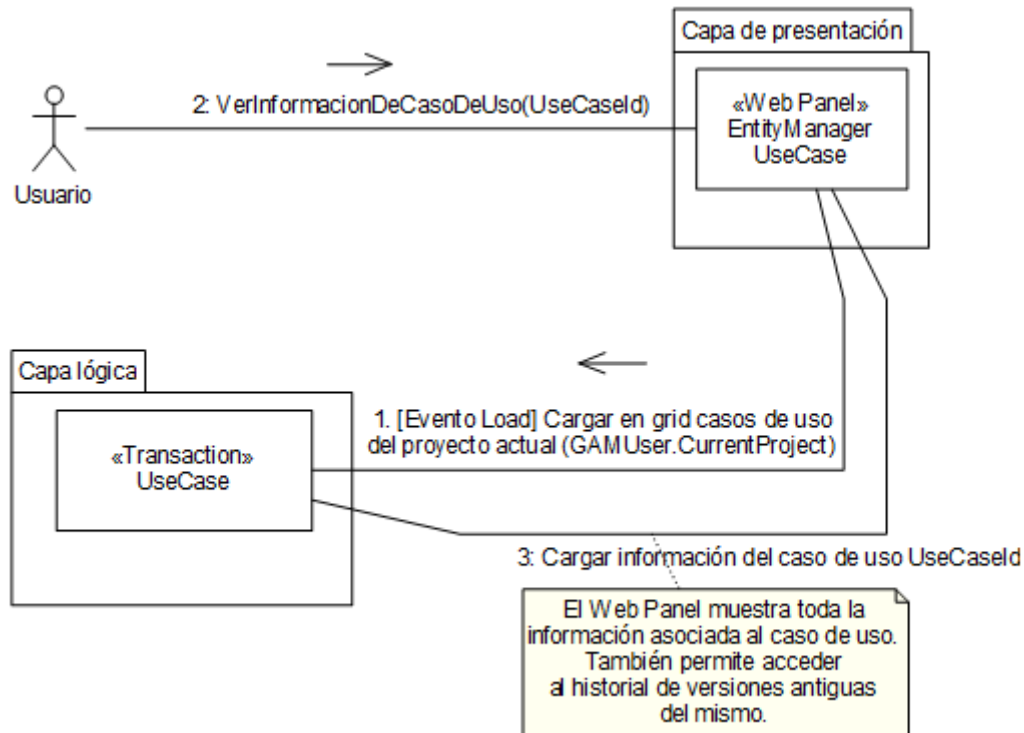 Capa de presentación
2: VerInformacionDeCasoDeUso(UseCaseId)
«Web Panel»
EntityManager
UseCase
Usuario
Capa lógica
1. [Evento Load] Cargar en grid casos de uso
del proyecto actual (GAMUser.CurrentProject)
«Transaction»
UseCase
3: Cargar información del caso de uso UseCaseId
El Web Panel muestra toda la
información asociada al caso de uso.
También permite acceder
al historial de versiones antiguas
del mismo.